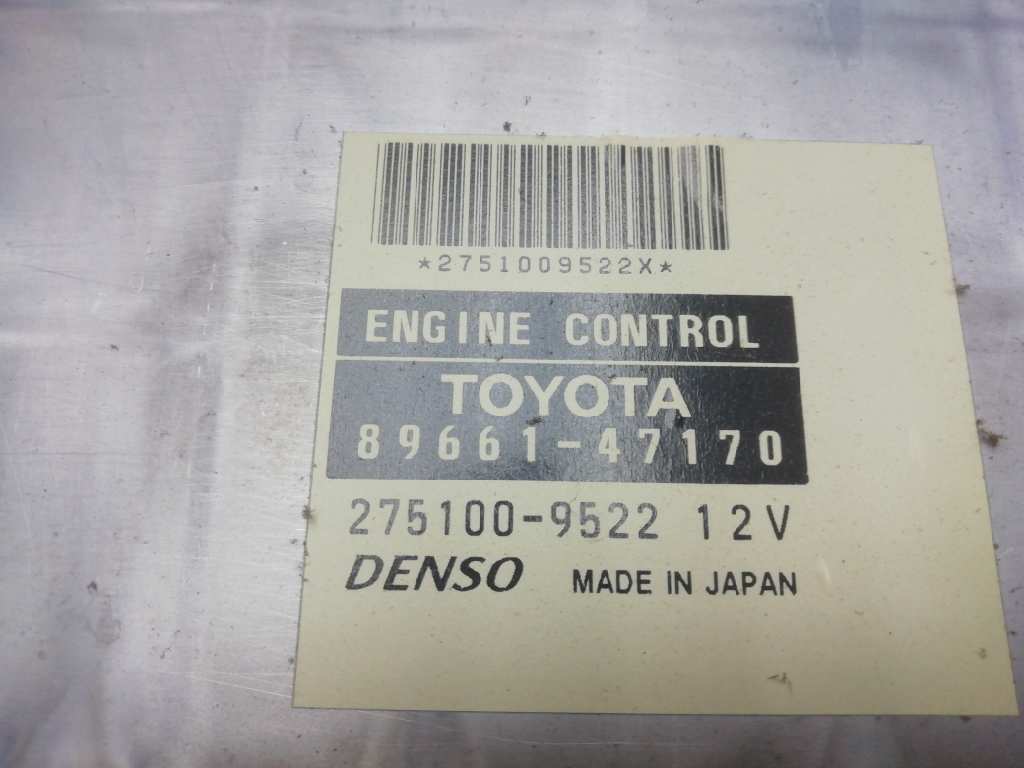 *2751009522X*
ENGINE CONTROL
TOYOTA
89661-47170
275100-9522 12V
DENSO MADE IN JAPAN